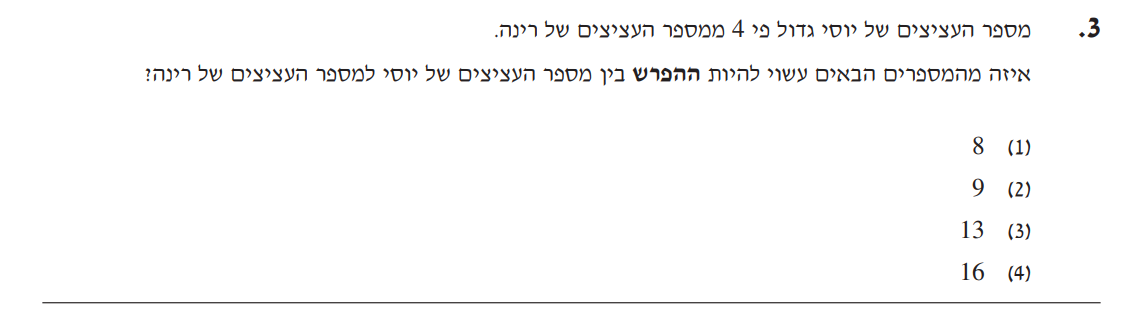 3. מספר העציצים של יוסי גדול פי 4 ממספר העציצים של רינה.
איזה מהמספרים הבאים עשוי להיות ההפרש בין מספר העציצים של יוסי למספר העציצים של רינה?
(1) 8
(2) 9
(3) 13
(4) 16